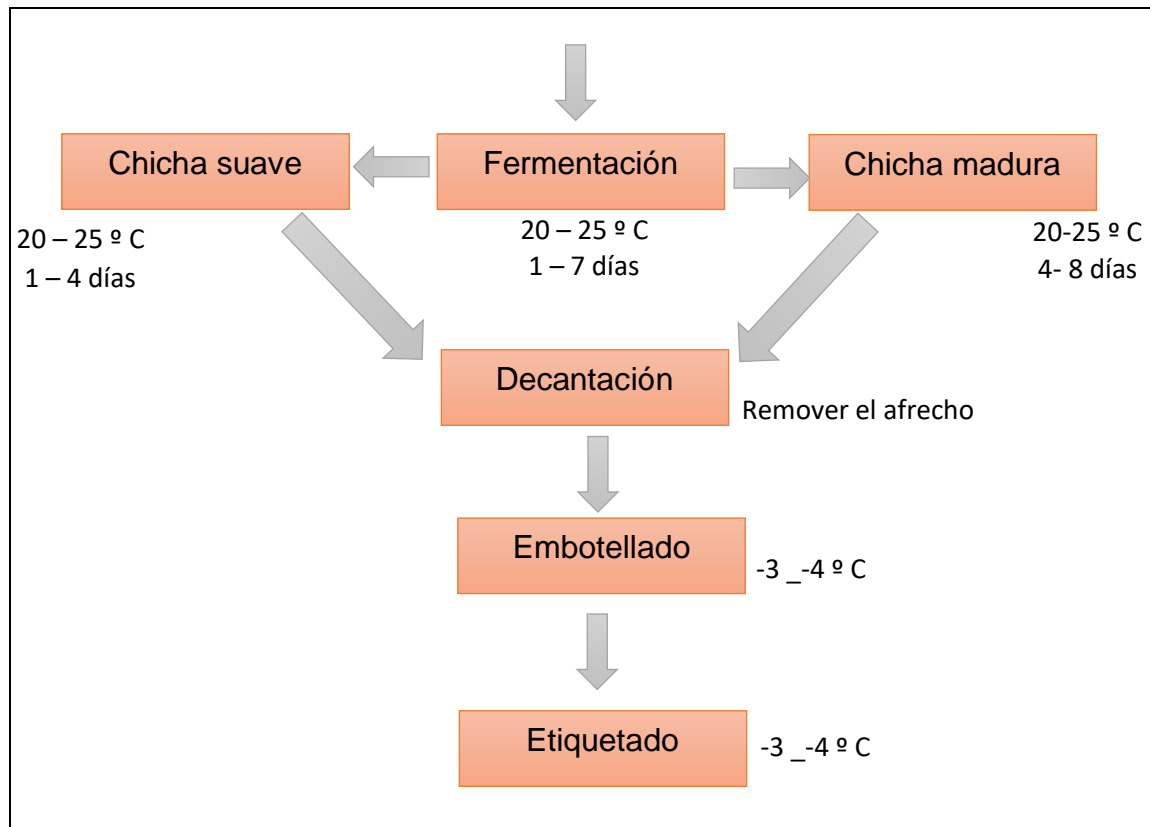 Chicha suave
Fermentación
Chicha madura
20 – 25 º C
1 – 4 días
20 – 25 º C
1 – 7 días
20-25 º C
4- 8 días
Decantación
Remover el afrecho
Embotellado
-3 _-4 º C
Etiquetado
-3 _-4 º C